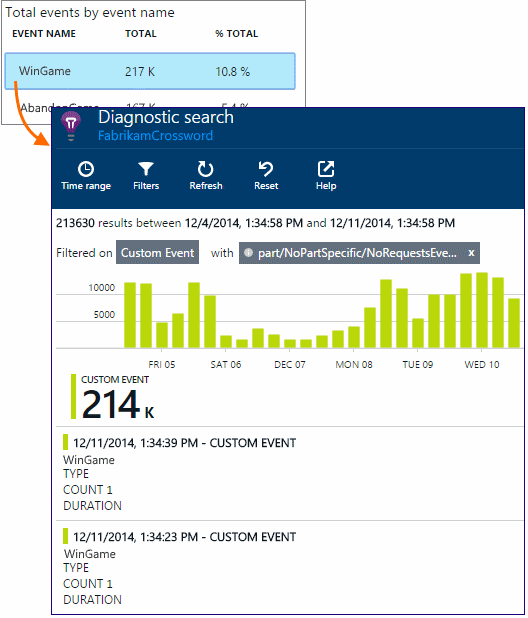 Total events by event name
EVENT NAME TOTAL % TOTAL
WinGame 217 K 10.8 %
Diagnostic search
FabrikamCrossword
Time range Filters Refresh Reset Help
213630 results between 12/4/2014, 1:34:58 PM and 12/11/2014, 1:34:58 PM
Filtered on Custom Event with part/NoPartSpecific/NoRequestsEve... x
10000
5000
FRI 05 SAT 06 DEC 07 MON 08 TUE 09 WED 10
CUSTOM EVENT
214 K
12/11/2014, 1:34:39 PM - CUSTOM EVENT
WinGame
TYPE
COUNT 1
DURATION
12/11/2014, 1:34:23 PM - CUSTOM EVENT
WinGame
TYPE
COUNT 1
DURATION